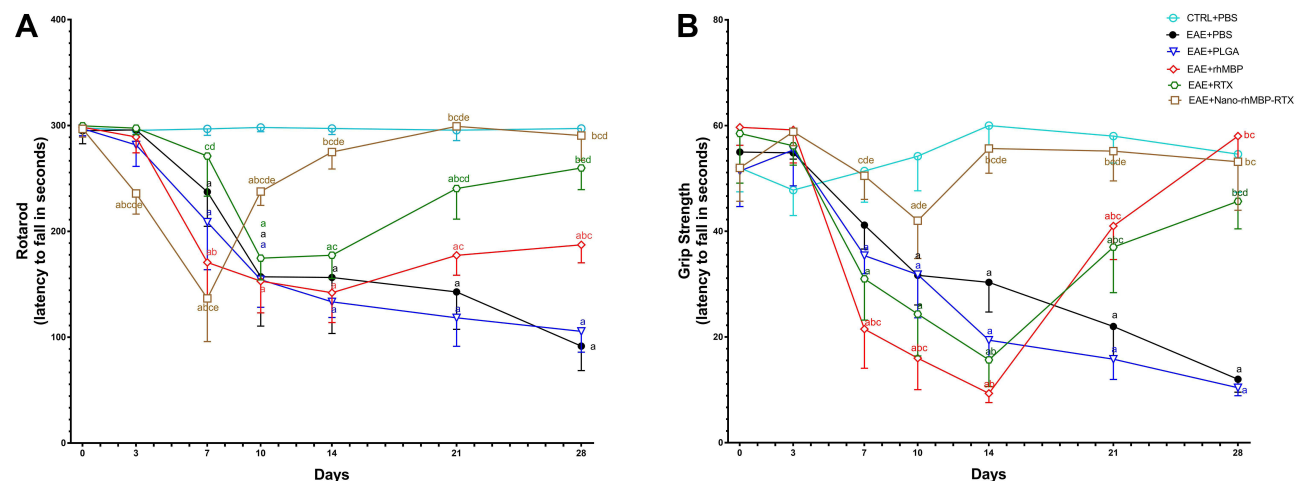 A
Rotarod
(latency to fall in seconds)
400
300
200
100
0
0 3 7 10 14 21 28
Days
abcde
cd
a
a
ab
abce
abcde
a
a
a
a
bcde
ac
a
a
a
bcde
abcd
ac
a
a
bcd
bcd
abc
a
a
B
Grip Strength
(latency to fall in seconds)
80
60
40
20
0
0 3 7 10 14 21 28
Days
cde
a
a
abc
ade
a
a
abc
bcde
a
a
ab
ab
bcde
abc
abc
a
a
bc
bc
bcd
a
a
CTRL+PBS
EAE+PBS
EAE+PLGA
EAE+rhMBP
EAE+RTX
EAE+Nano-rhMBP-RTX